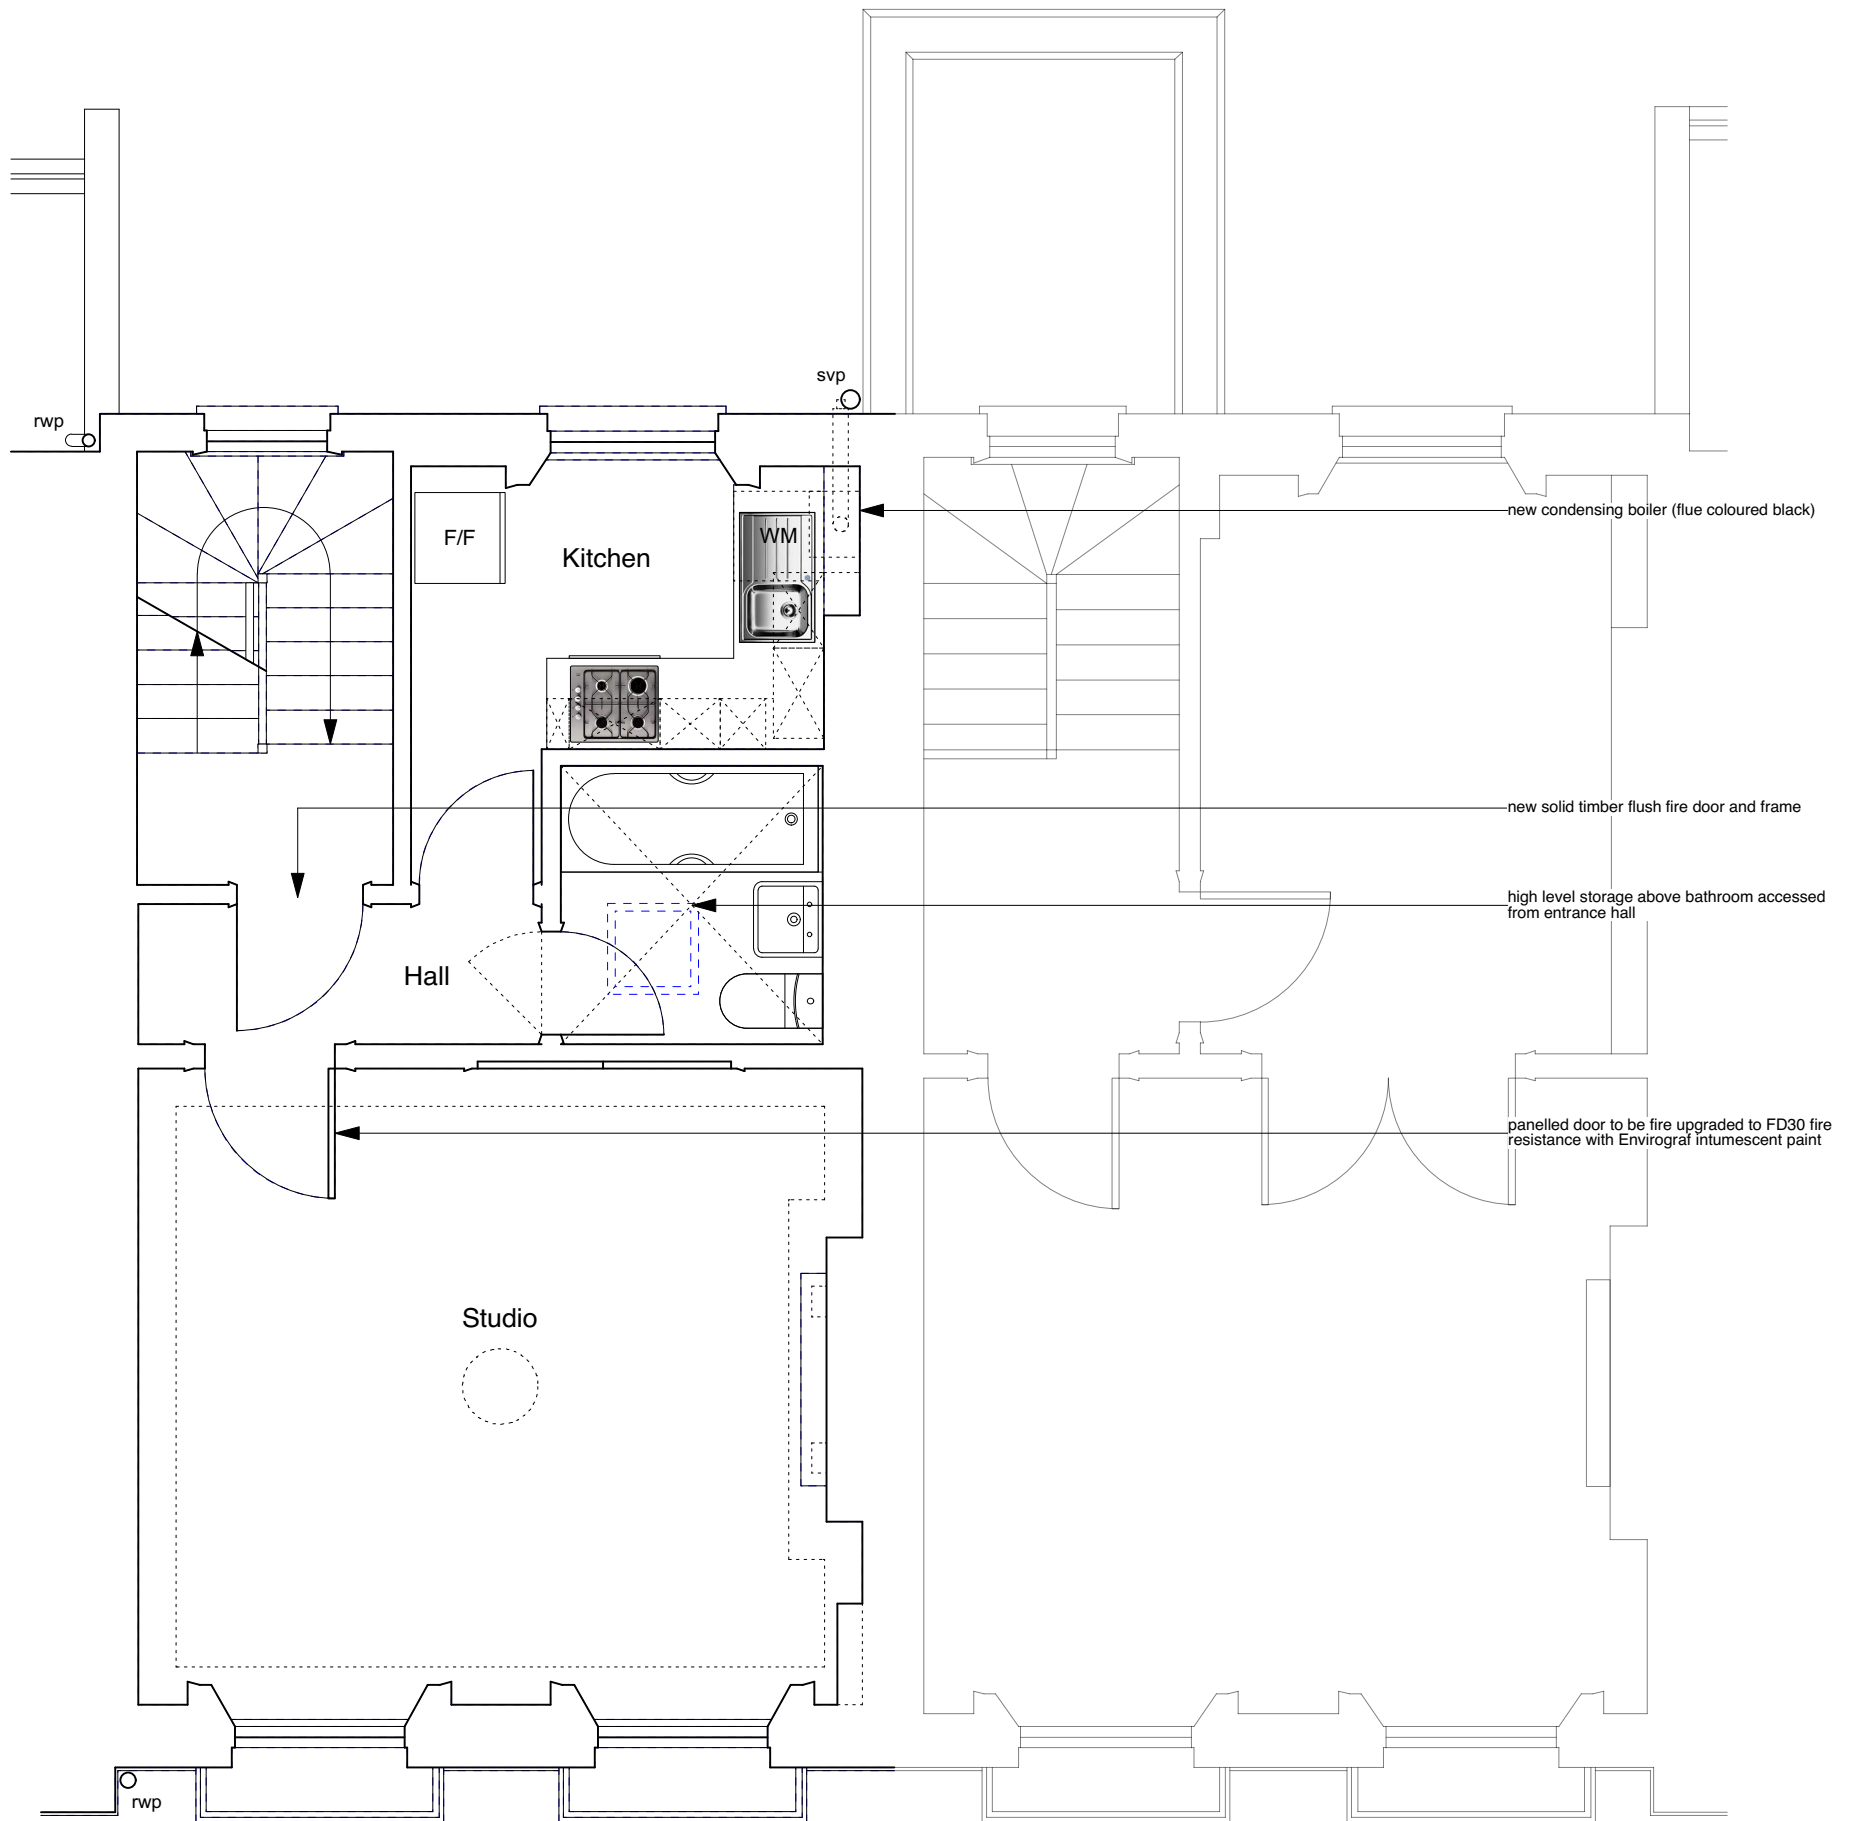 svp
rwp
new condensing boiler (flue coloured black)
F/F
WM
Kitchen
new solid timber flush fire door and frame
high level storage above bathroom accessed
from entrance hall
Hall
panelled door to be fire upgraded to FD30 fire
resistance with Envirograf intumescent paint
Studio
rwp